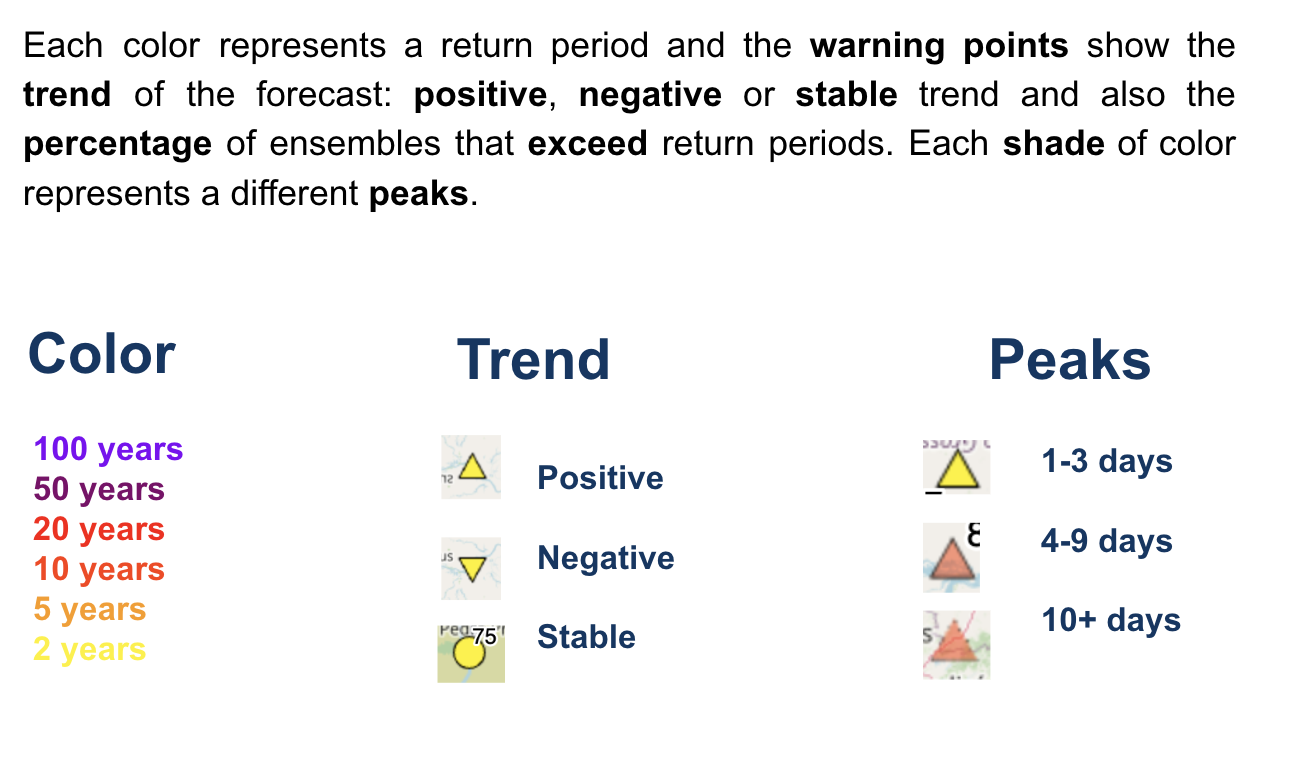 Each color represents a return period and the warning points show the
trend of the forecast: positive, negative or stable trend and also the
percentage of ensembles that exceed return periods. Each shade of color
represents a different peaks.
Color
Trend
Peaks
100 years
50 years
20 years
10 years
5 years
2 years
Positive
Negative
75
Stable
1-3 days
4-9 days
10+ days